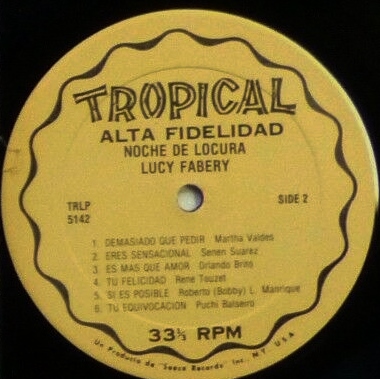 TROPICAL
ALTA FIDELIDAD
NOCHE DE LOCURA
LUCY FABERY
TRLP
5142
SIDE 2
1. DEMASIADO QUE PEDIR Martha Valdes
2. ERES SENSACIONAL Senen Suarez
3. ES MAS QUE AMOR Orlando Brito
4. TU FELICIDAD Rene Touzet
5. SI ES POSIBLE Roberto (Bobby) L. Manrique
6. TU EQUIVOCACION Puchi Balseiro
33⅓ RPM
Un Producto de "Seeco Records" Int., N.Y. U.S.A.